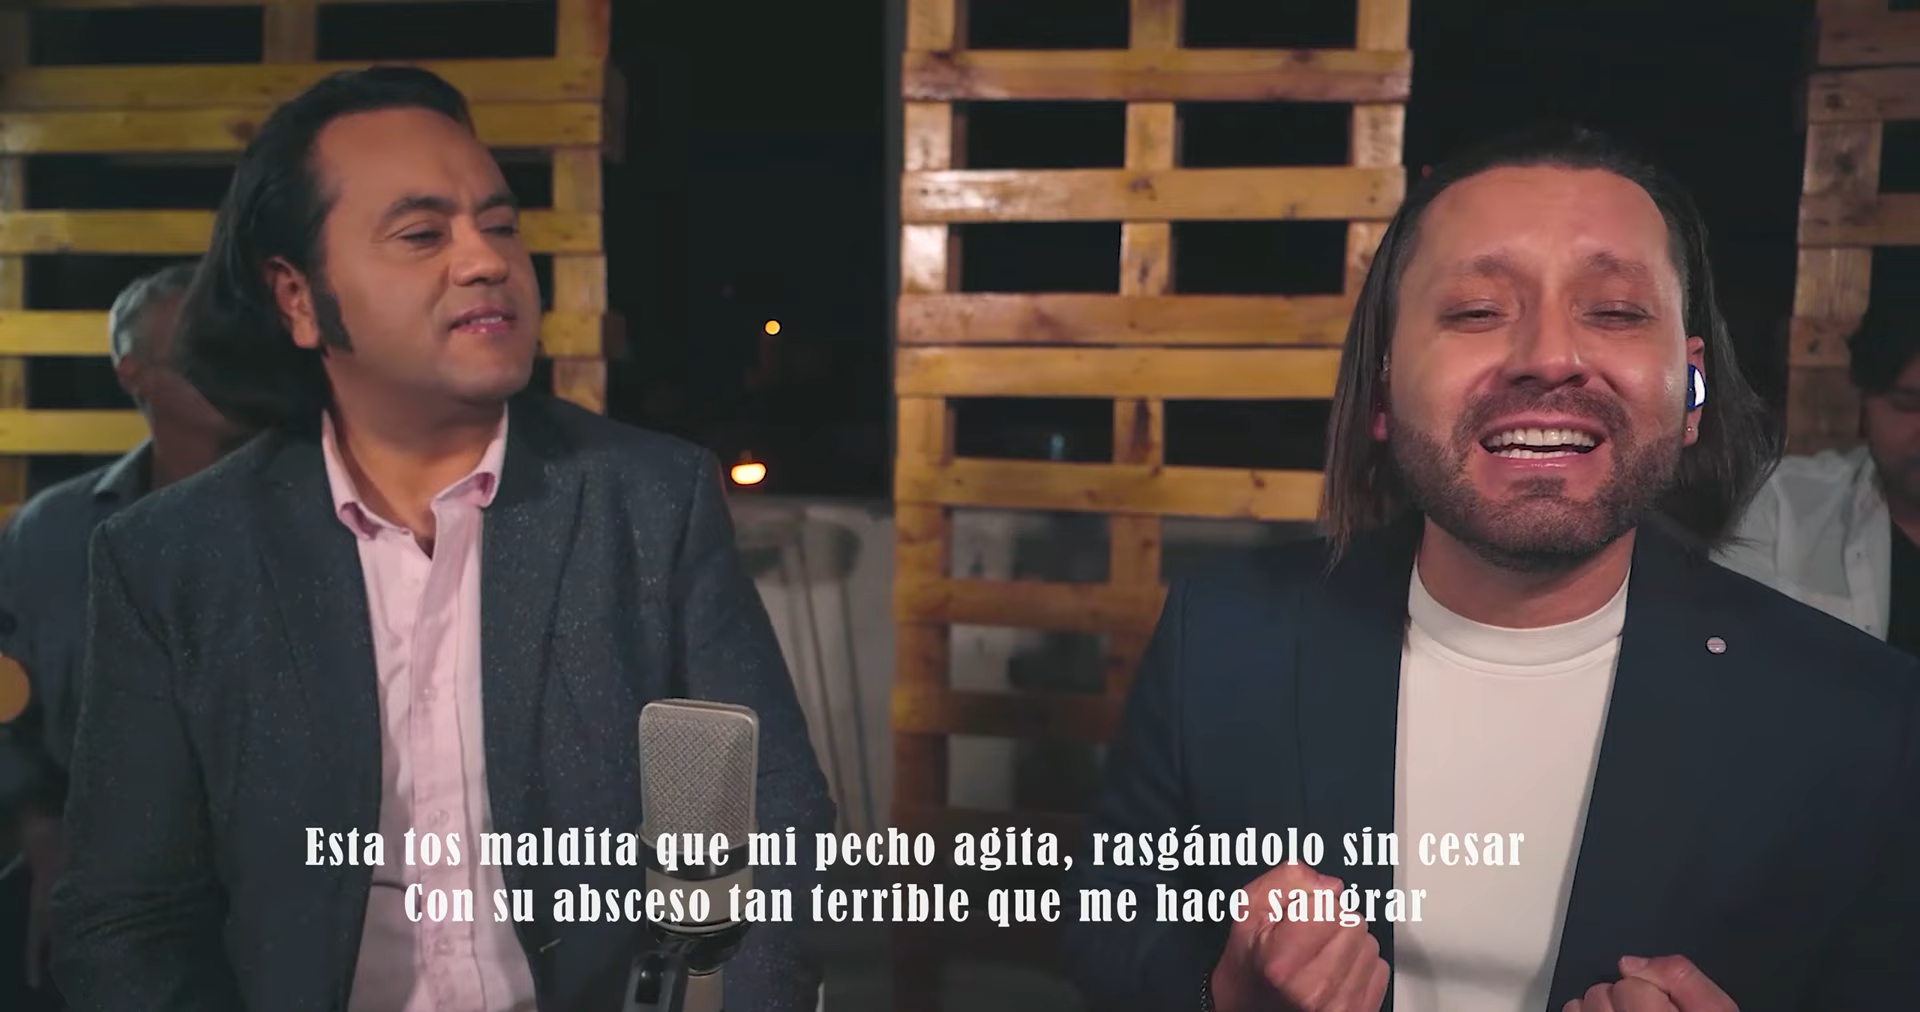 Esta tos maldita que mi pecho agita, rasgándolo sin cesar
Con su absceso tan terrible que me hace sangrar